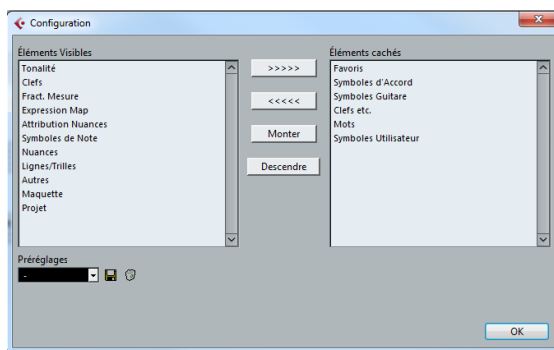 Configuration
Éléments Visibles
Tonalité
Clefs
Fract. Mesure
Expression Map
Attribution Nuances
Symboles de Note
Nuances
Lignes/Trilles
Autres
Maquette
Projet
>>>>>
<<<<<
Monter
Descendre
Éléments cachés
Favoris
Symboles d'Accord
Symboles Guitare
Clefs etc.
Mots
Symboles Utilisateur
Préréglages
-
OK